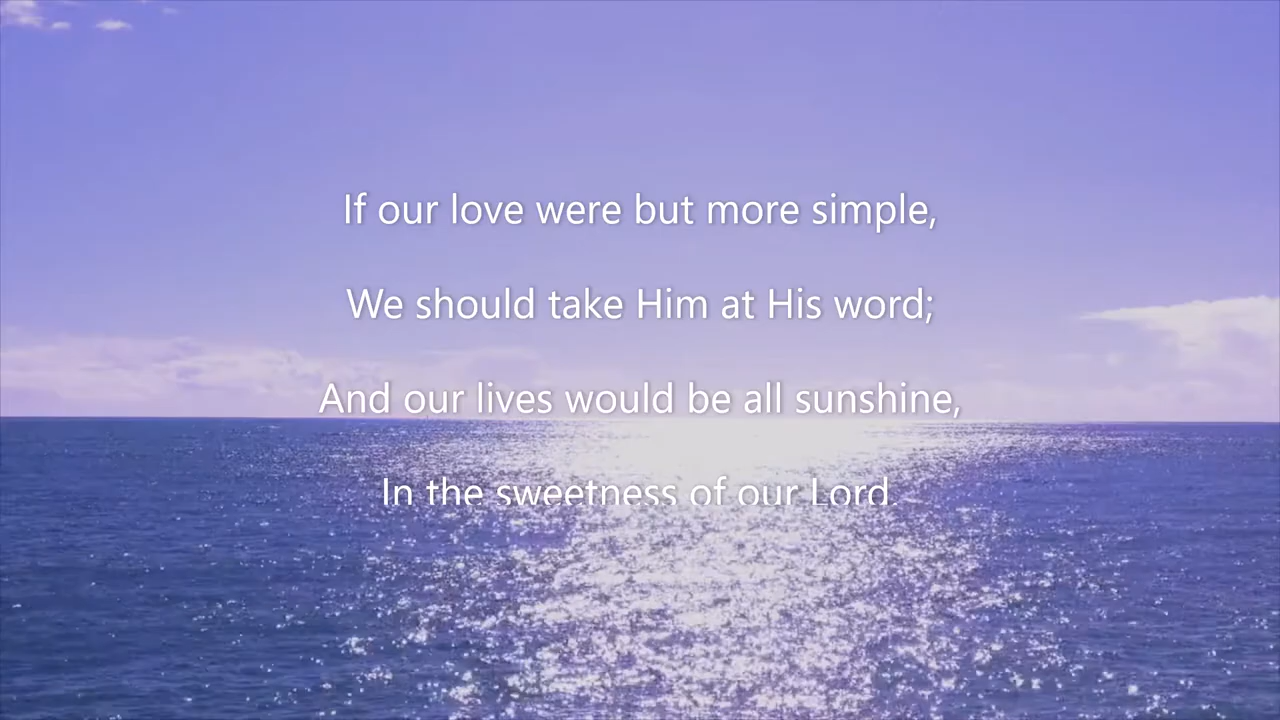 If our love were but more simple,
We should take Him at His word;
And our lives would be all sunshine,
In the sweetness of our Lord.